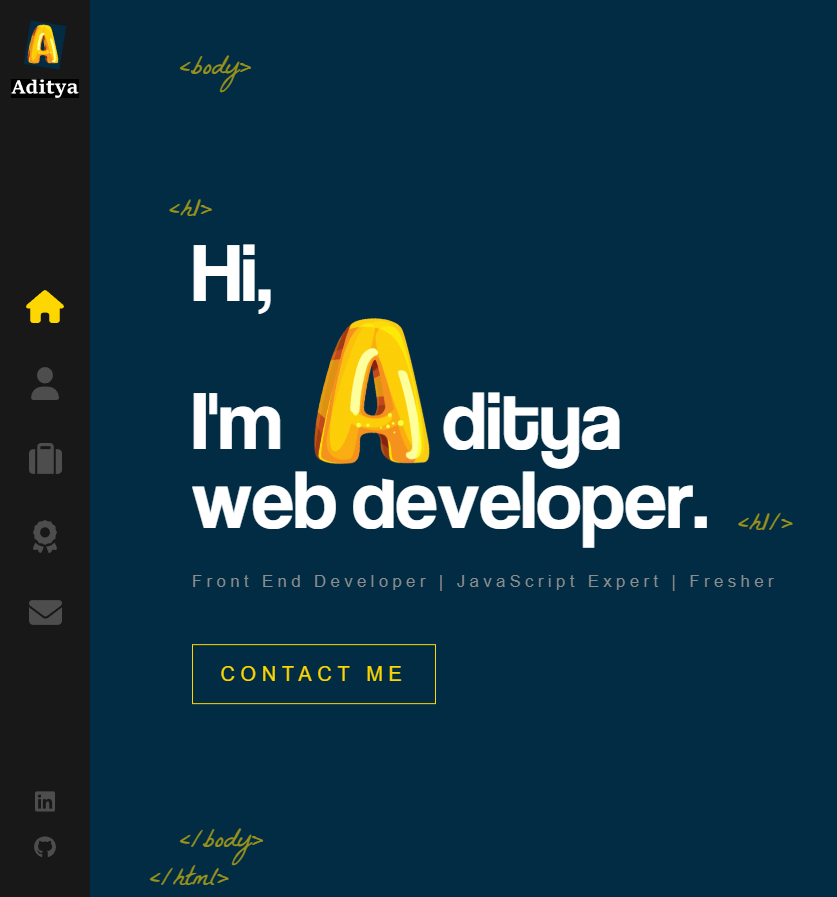 A
Aditya
<body>
<h1>
Hi,
I'm Aditya
web developer.
<h1/>
Front End Developer | JavaScript Expert | Fresher
CONTACT ME
</body>
</html>